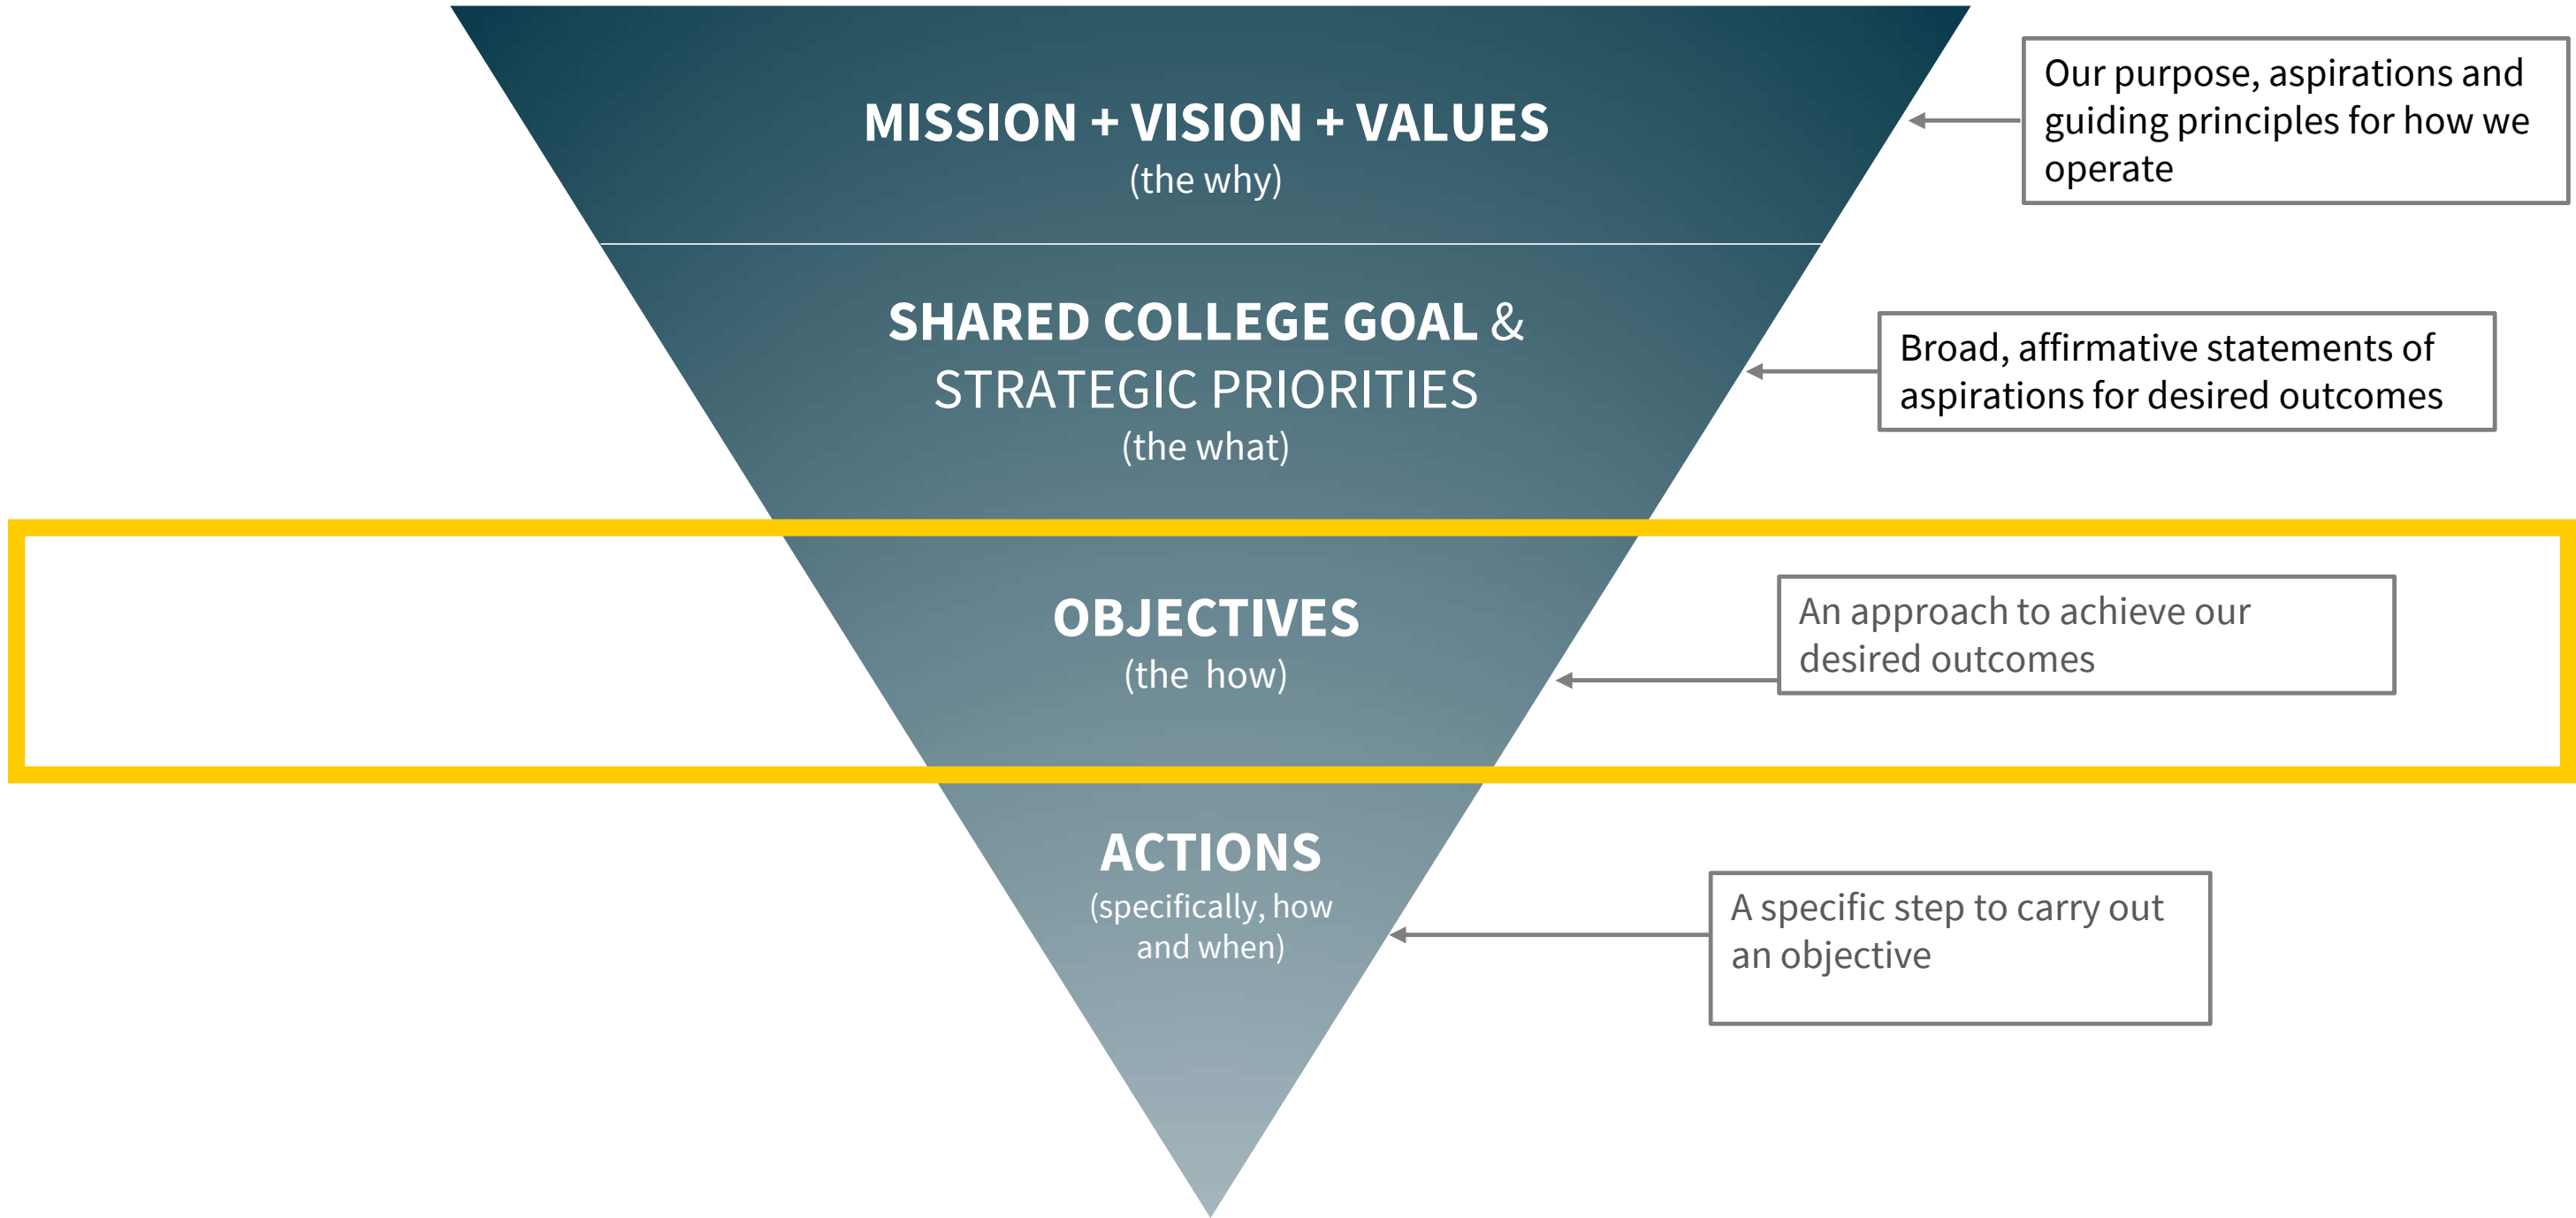 MISSION + VISION + VALUES
(the why)
Our purpose, aspirations and
guiding principles for how we
operate
SHARED COLLEGE GOAL &
STRATEGIC PRIORITIES
(the what)
Broad, affirmative statements of
aspirations for desired outcomes
OBJECTIVES
(the how)
An approach to achieve our
desired outcomes
ACTIONS
(specifically, how
and when)
A specific step to carry out
an objective